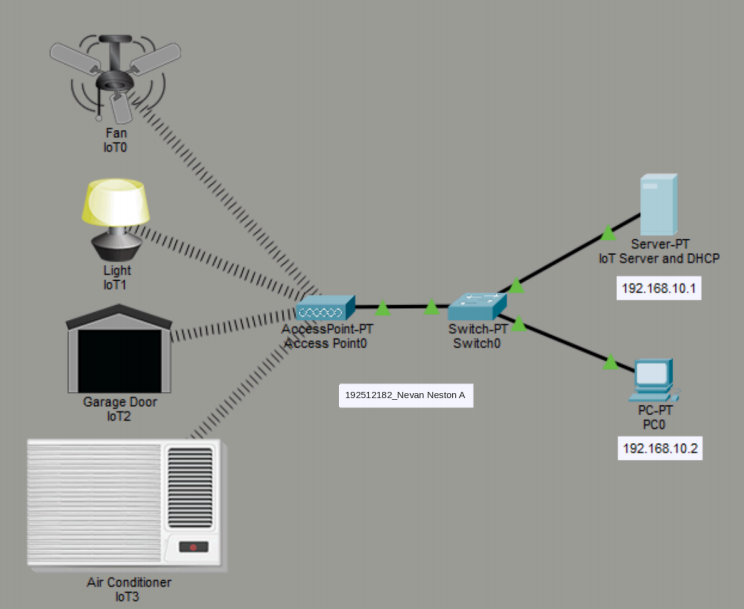 Fan
IoT0
Light
IoT1
Garage Door
IoT2
Air Conditioner
IoT3
AccessPoint-PT
Access Point0
192512182_Nevan Neston A
Switch-PT
Switch0
Server-PT
IoT Server and DHCP
192.168.10.1
PC-PT
PC0
192.168.10.2